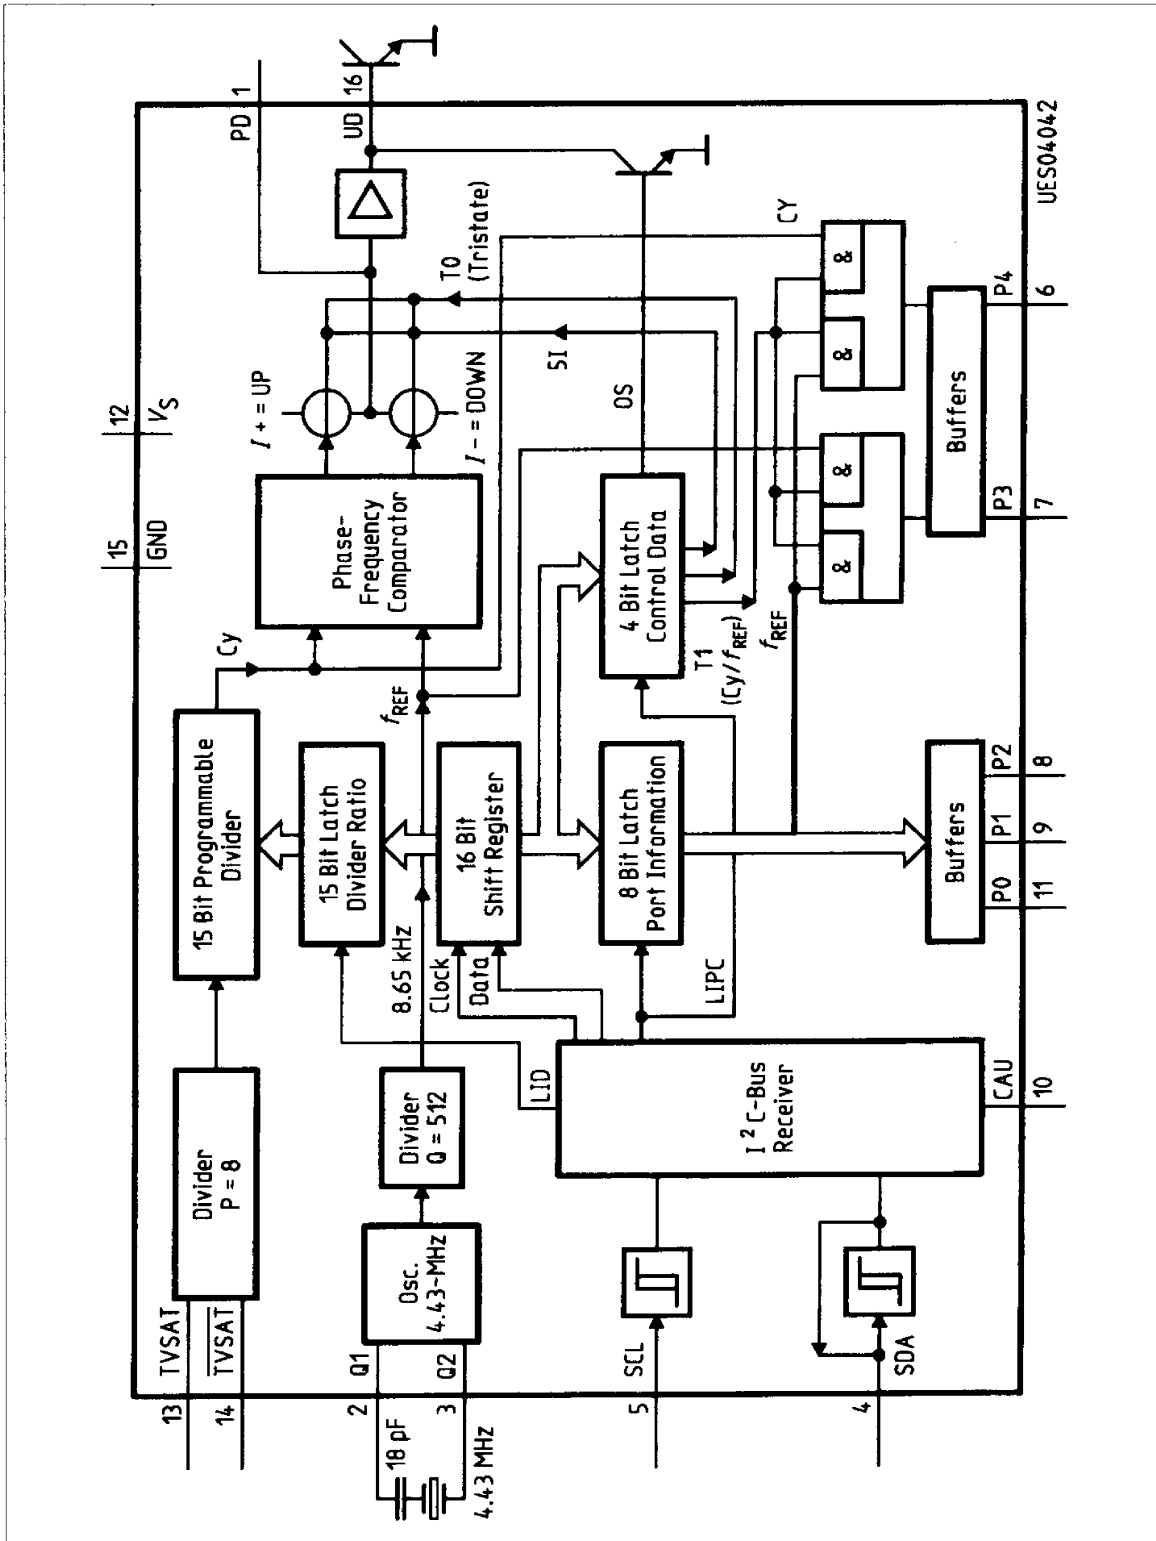 13
TVSAT
14
TVSAT
Divider
P = 8
15 Bit Programmable
Divider
Cy
15
GND
12
VS
PD
1
UD
16
2
Q1
3
Q2
18 pF
4.43 MHz
Osc.
4.43-MHz
Divider
Q = 512
8.65 kHz
15 Bit Latch
Divider Ratio
fREF
Phase-
Frequency
Comparator
I + = UP
I − = DOWN
T0
(Tristate)
5I
LID
Clock
Data
16 Bit
Shift Register
LIPC
8 Bit Latch
Port Information
4 Bit Latch
Control Data
OS
T1
(Cy/fREF)
fREF
CY
&
&
&
&
5
SCL
4
SDA
I² C-Bus
Receiver
CAU
10
Buffers
P0
P1
P2
11
9
8
Buffers
P3
P4
7
6
UES04042